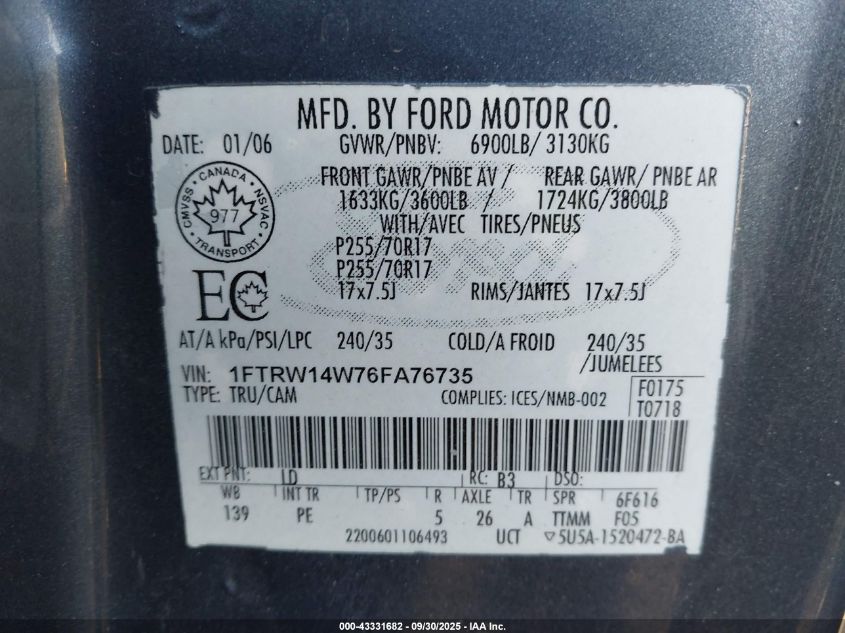 MFD. BY FORD MOTOR CO.
DATE: 01/06 GVWR/PNBV: 6900LB/ 3130KG
FRONT GAWR/PNBE AV / REAR GAWR/ PNBE AR
1633KG/3600LB / 1724KG/3800LB
WITH/AVEC TIRES/PNEUS
P255/70R17
P255/70R17
17x7.5J RIMS/JANTES 17x7.5J
CANADA
CMVSS NSVAC
977
TRANSPORT
EC
AT/A kPa/PSI/LPC 240/35 COLD/A FROID 240/35
/JUMELEES
VIN: 1FTRW14W76FA76735
TYPE: TRU/CAM COMPLIES: ICES/NMB-002
F0175
T0718
EXT PNT: LD RC: B3 DSO:
WB INT TR TP/PS R AXLE TR SPR 6F616
139 PE 5 26 A TTMM F05
2200601106493 UCT ▽5U5A-1520472-BA
000-43331682 - 09/30/2025 - IAA Inc.